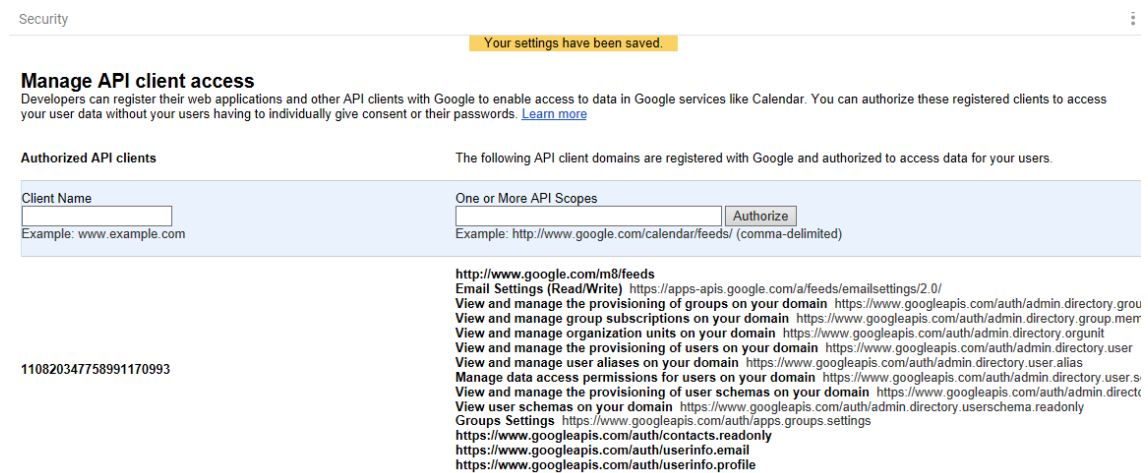 Security
Your settings have been saved.
Manage API client access
Developers can register their web applications and other API clients with Google to enable access to data in Google services like Calendar. You can authorize these registered clients to access
your user data without your users having to individually give consent or their passwords. Learn more
Authorized API clients
The following API client domains are registered with Google and authorized to access data for your users.
Client Name
One or More API Scopes
Authorize
Example: www.example.com
Example: http://www.google.com/calendar/feeds/ (comma-delimited)
110820347758991170993
http://www.google.com/m8/feeds
Email Settings (Read/Write) https://apps-apis.google.com/a/feeds/emailsettings/2.0/
View and manage the provisioning of groups on your domain https://www.googleapis.com/auth/admin.directory.grou
View and manage group subscriptions on your domain https://www.googleapis.com/auth/admin.directory.group.mem
View and manage organization units on your domain https://www.googleapis.com/auth/admin.directory.orgunit
View and manage the provisioning of users on your domain https://www.googleapis.com/auth/admin.directory.user
View and manage user aliases on your domain https://www.googleapis.com/auth/admin.directory.user.alias
Manage data access permissions for users on your domain https://www.googleapis.com/auth/admin.directory.user.s
View and manage the provisioning of user schemas on your domain https://www.googleapis.com/auth/admin.directo
View user schemas on your domain https://www.googleapis.com/auth/admin.directory.userschema.readonly
Groups Settings https://www.googleapis.com/auth/apps.groups.settings
https://www.googleapis.com/auth/contacts.readonly
https://www.googleapis.com/auth/userinfo.email
https://www.googleapis.com/auth/userinfo.profile